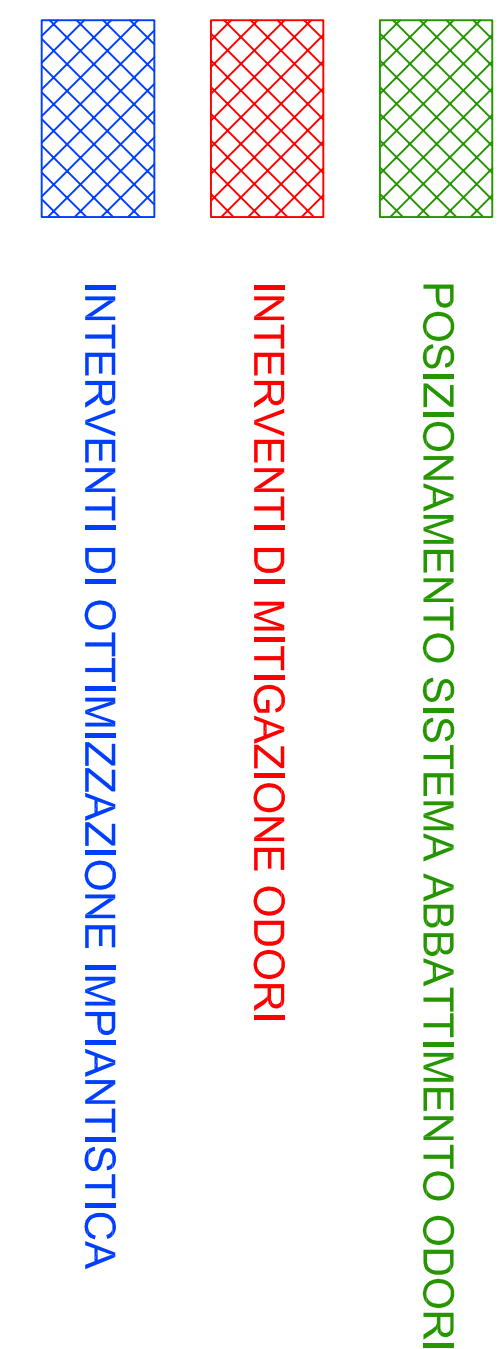 POSIZIONAMENTO SISTEMA ABBATTIMENTO ODORI
INTERVENTI DI MITIGAZIONE ODORI
INTERVENTI DI OTTIMIZZAZIONE IMPIANTISTICA